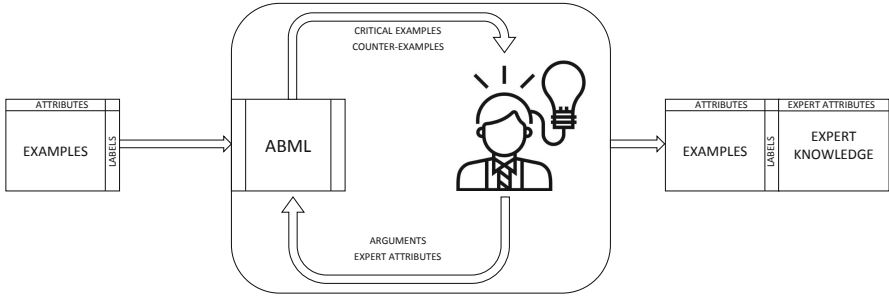 ATTRIBUTES
EXAMPLES
LABELS
ABML
CRITICAL EXAMPLES
COUNTER-EXAMPLES
ARGUMENTS
EXPERT ATTRIBUTES
ATTRIBUTES
EXPERT ATTRIBUTES
EXAMPLES
LABELS
EXPERT
KNOWLEDGE